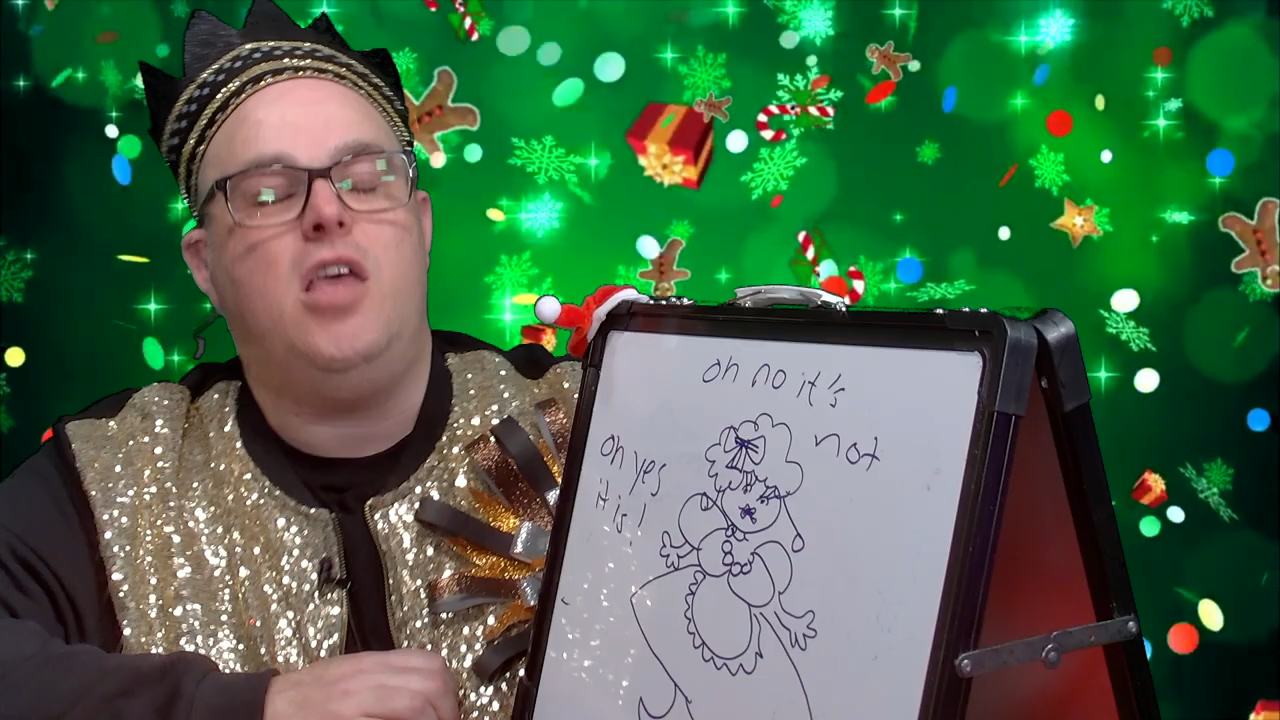 oh no it's
not
oh yes
it is!